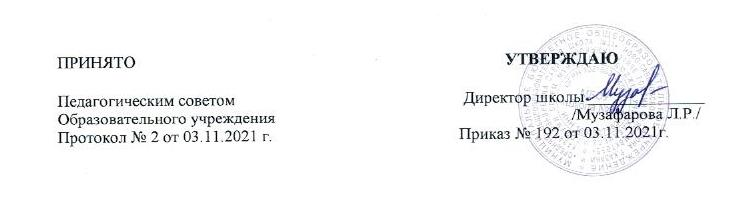 ПРИНЯТО
Педагогическим советом
Образовательного учреждения
Протокол № 2 от 03.11.2021 г.
УТВЕРЖДАЮ
Директор школы
/Музафарова Л.Р./
Приказ № 192 от 03.11.2021г.